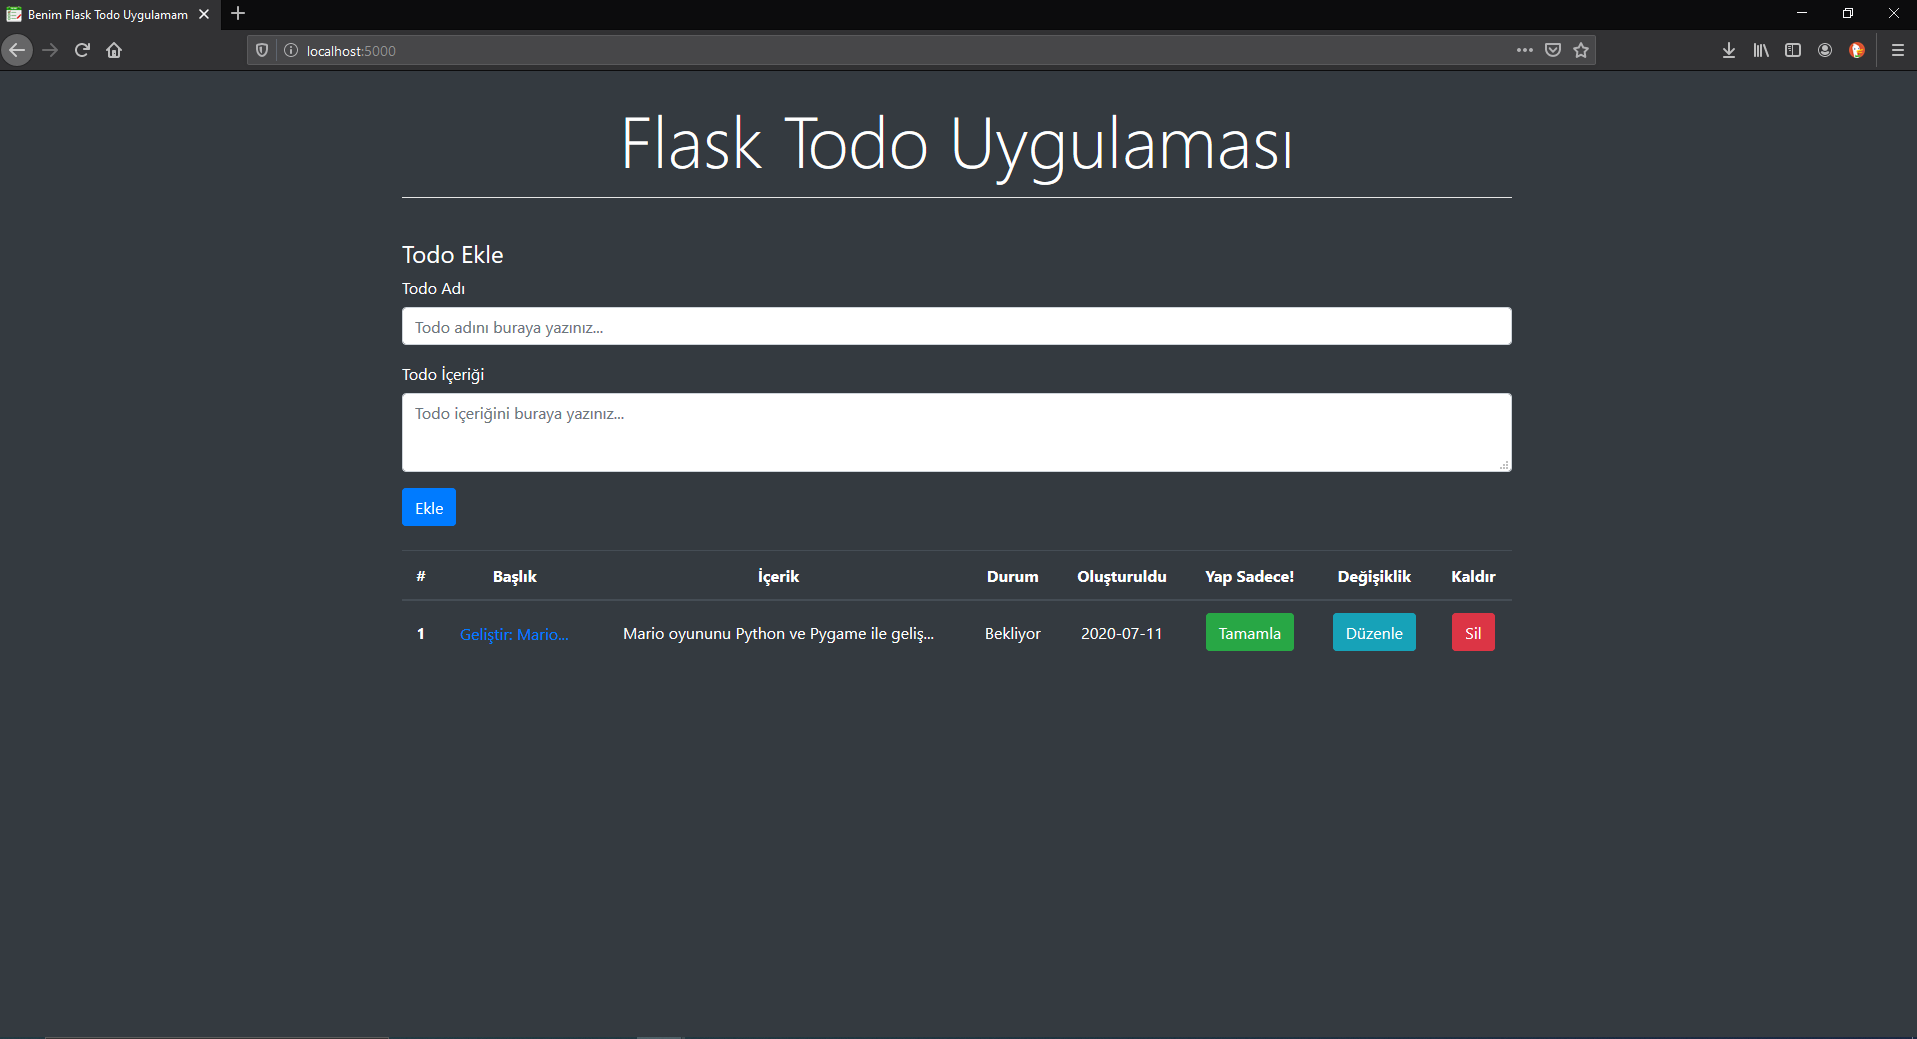 Benim Flask Todo Uygulamam
localhost:5000
Flask Todo Uygulaması
Todo Ekle
Todo Adı
Todo adını buraya yazınız...
Todo İçeriği
Todo içeriğini buraya yazınız...
Ekle
# Başlık İçerik Durum Oluşturuldu Yap Sadece! Değişiklik Kaldır
1 Geliştir: Mario... Mario oyununu Python ve Pygame ile geliş... Bekliyor 2020-07-11 Tamamla Düzenle Sil